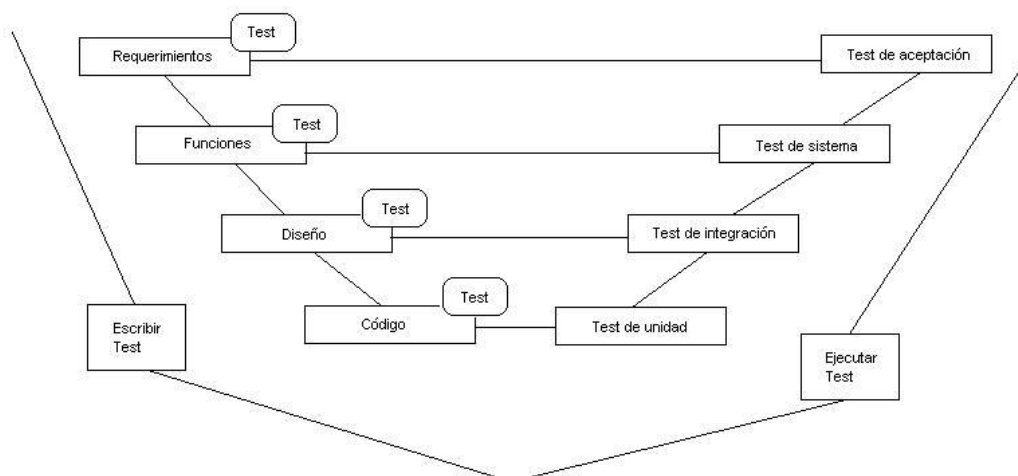 Test
Requerimientos
Test de aceptación
Test
Funciones
Test de sistema
Test
Diseño
Test de integración
Test
Código
Test de unidad
Escribir
Test
Ejecutar
Test